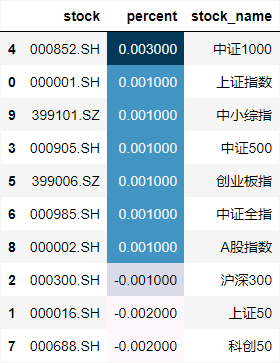 stock percent stock_name
4 000852.SH 0.003000 中证1000
0 000001.SH 0.001000 上证指数
9 399101.SZ 0.001000 中小综指
3 000905.SH 0.001000 中证500
5 399006.SZ 0.001000 创业板指
6 000985.SH 0.001000 中证全指
8 000002.SH 0.001000 A股指数
2 000300.SH -0.001000 沪深300
1 000016.SH -0.002000 上证50
7 000688.SH -0.002000 科创50